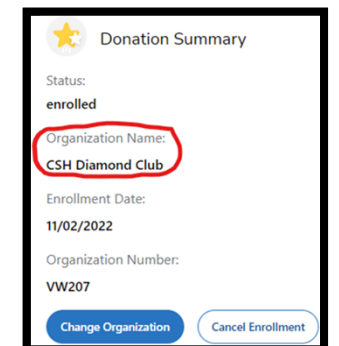 Donation Summary
Status:
enrolled
Organization Name:
CSH Diamond Club
Enrollment Date:
11/02/2022
Organization Number:
VW207
Change Organization
Cancel Enrollment